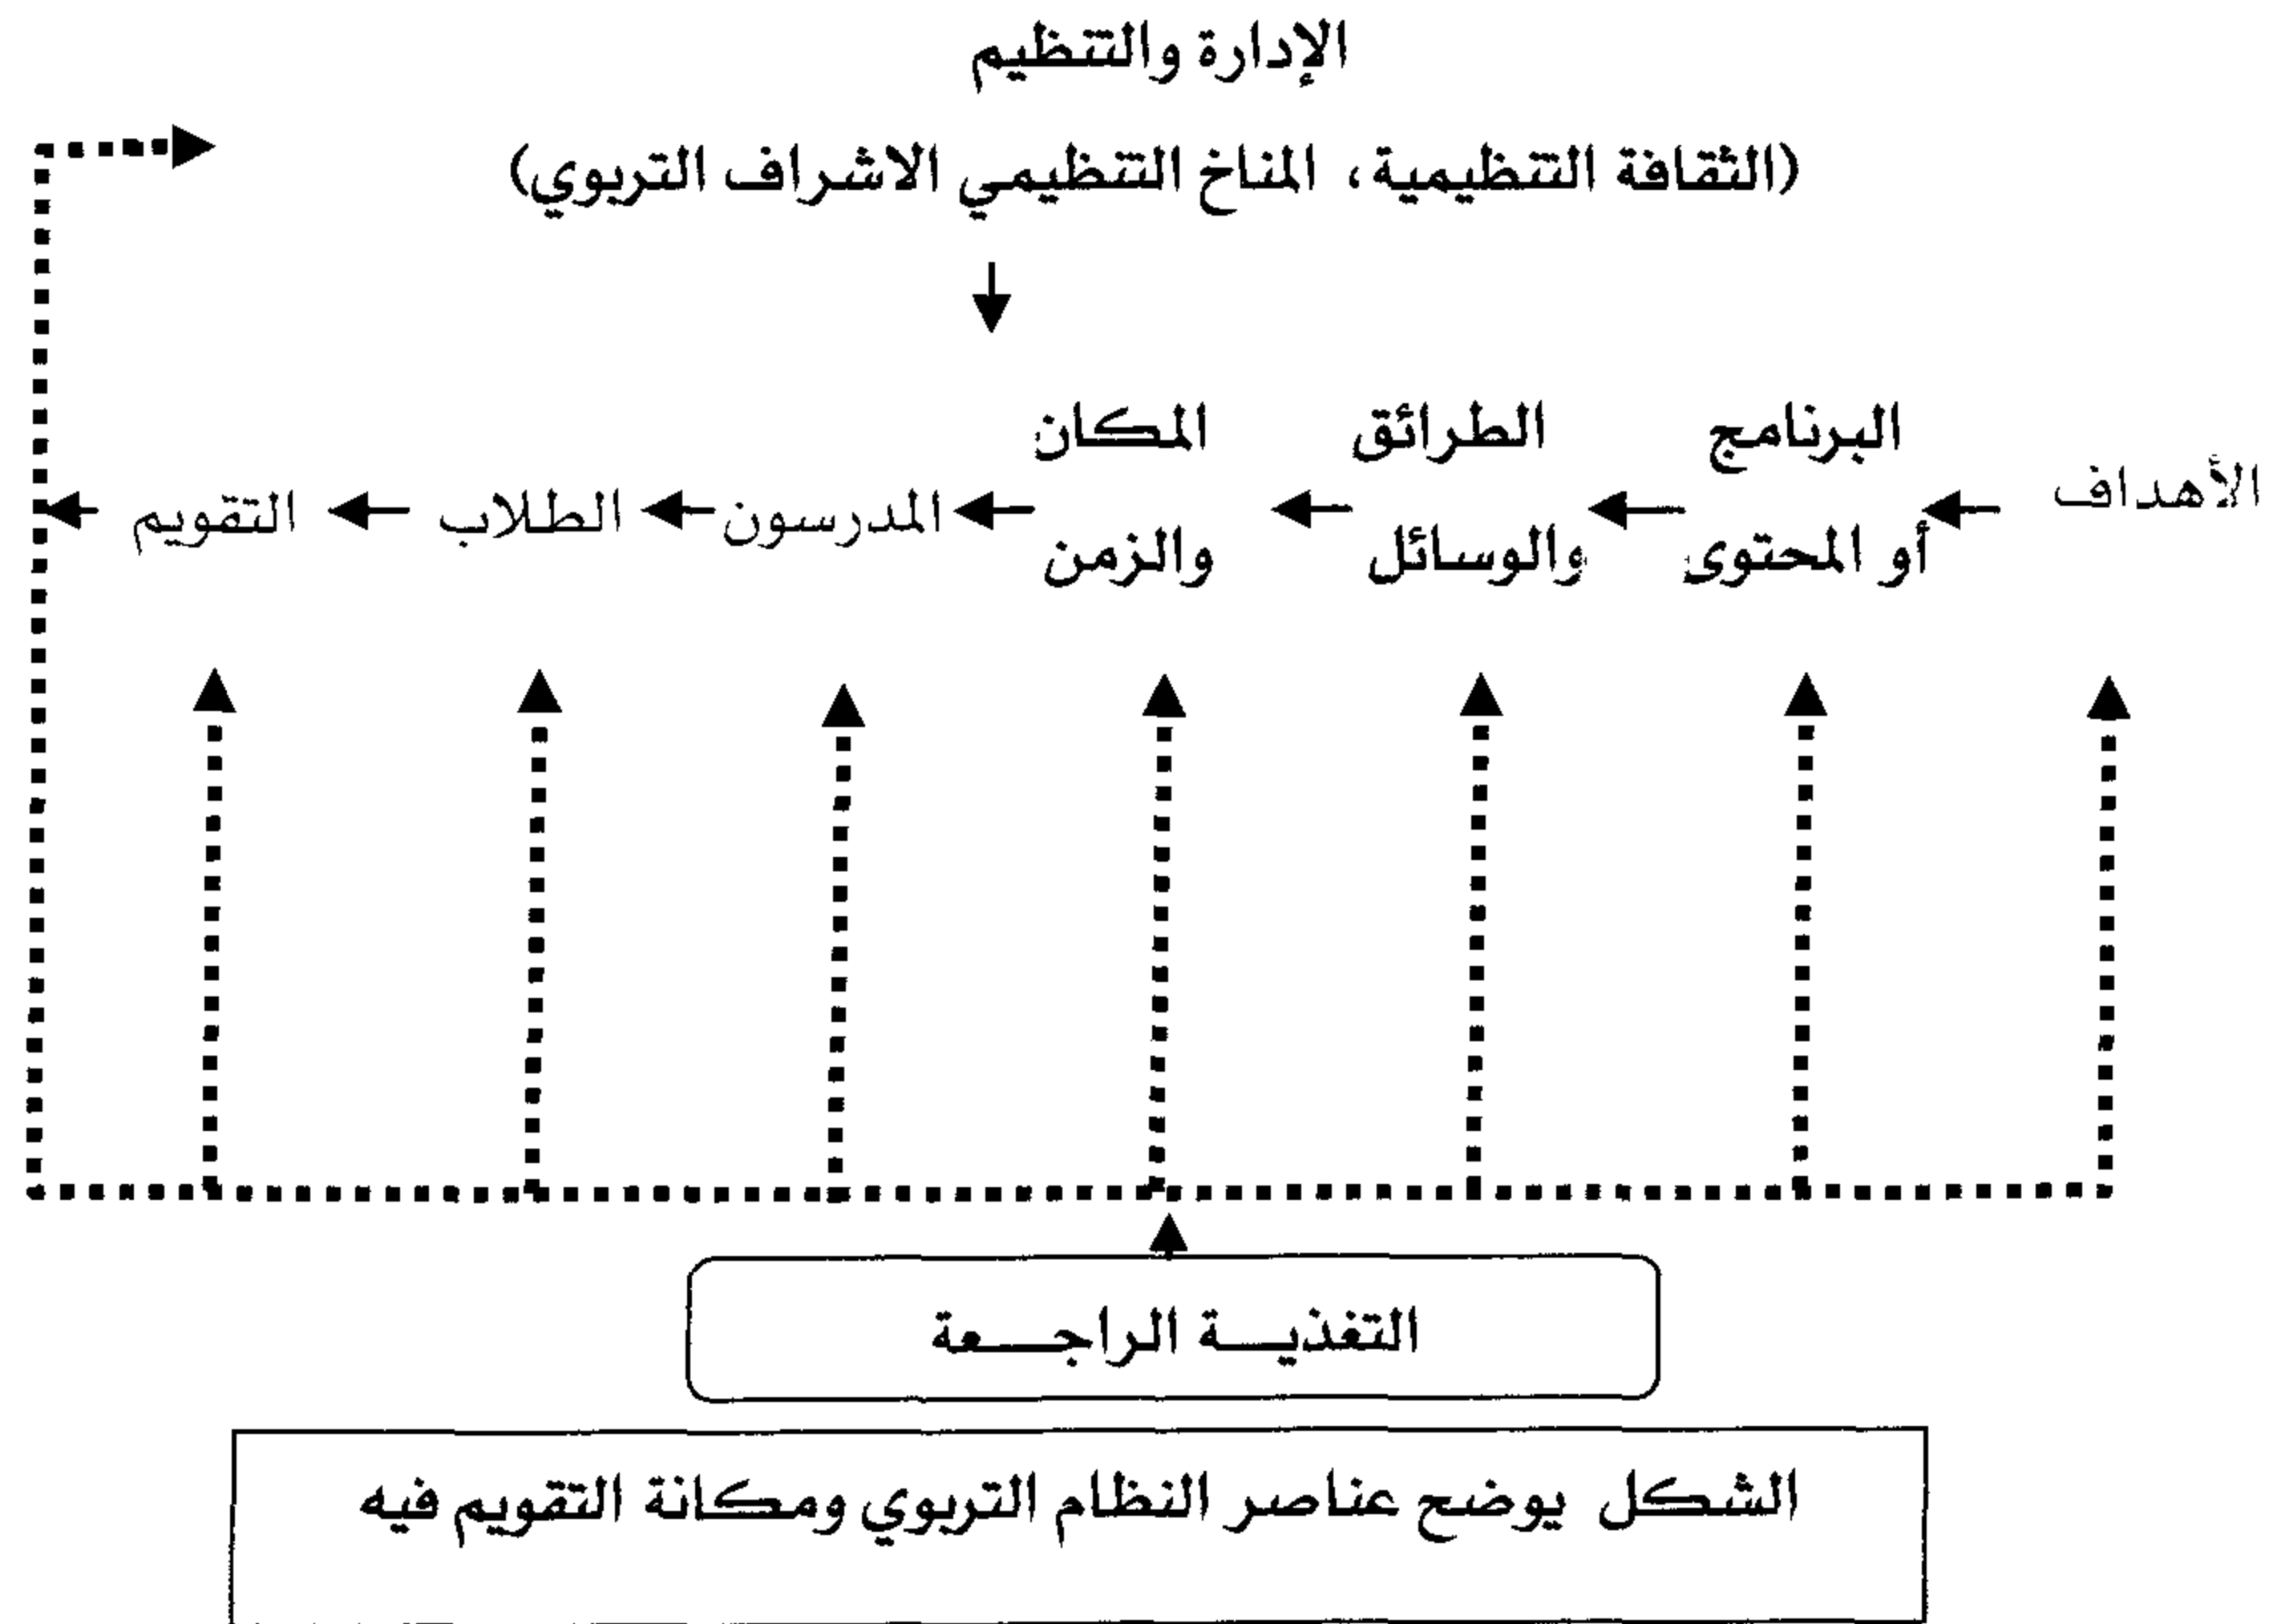 الإدارة والتنظيم
(الثقافة التنظيمية، المناخ التنظيمي الاشراف التربوي)
الأهداف
البرنامج
أو المحتوى
الطرائق
والوسائل
المكان
والزمن
المدرسون
الطلاب
التقويم
التغذيــة الراجــعة
الشكل يوضح عناصر النظام التربوي ومكانة التقويم فيه